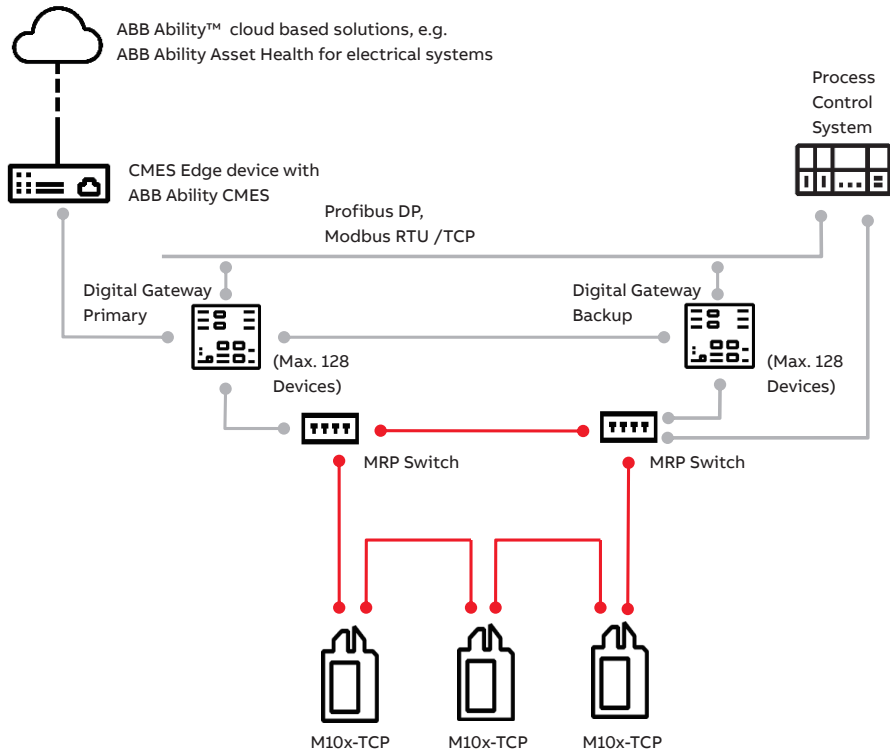 ABB Ability™ cloud based solutions, e.g.
ABB Ability Asset Health for electrical systems
Process
Control
System
CMES Edge device with
ABB Ability CMES
Profibus DP,
Modbus RTU /TCP
Digital Gateway
Primary
(Max. 128
Devices)
Digital Gateway
Backup
(Max. 128
Devices)
MRP Switch
MRP Switch
M10x-TCP
M10x-TCP
M10x-TCP